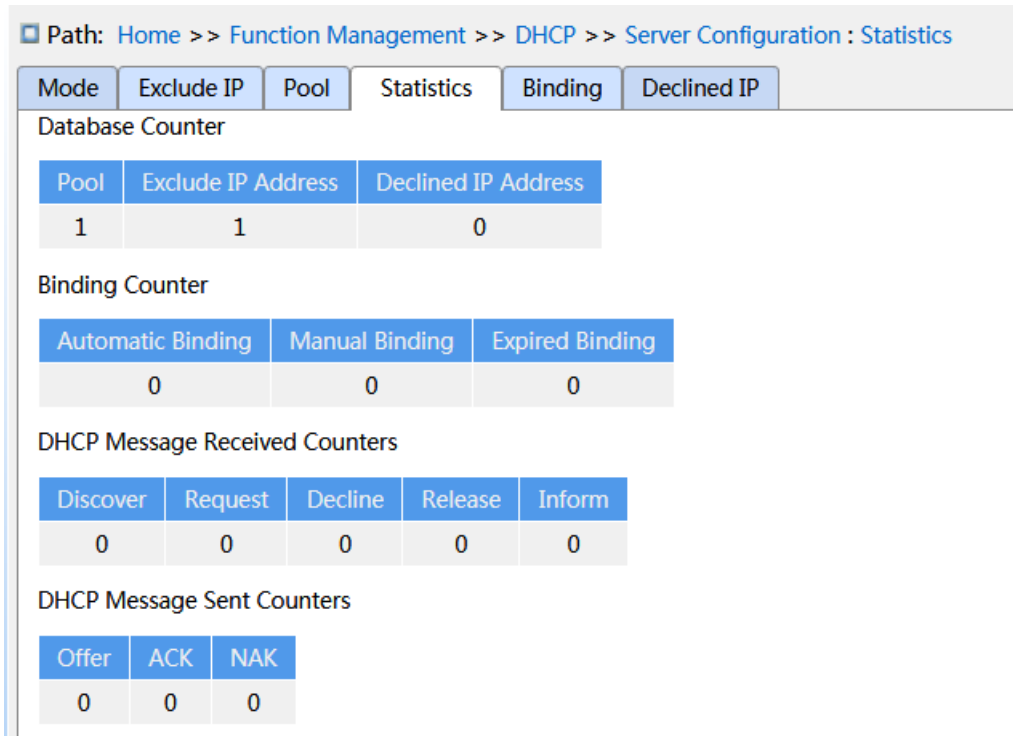 Path: Home >> Function Management >> DHCP >> Server Configuration : Statistics
Mode Exclude IP Pool Statistics Binding Declined IP
Database Counter
Pool Exclude IP Address Declined IP Address
1 1 0
Binding Counter
Automatic Binding Manual Binding Expired Binding
0 0 0
DHCP Message Received Counters
Discover Request Decline Release Inform
0 0 0 0 0
DHCP Message Sent Counters
Offer ACK NAK
0 0 0